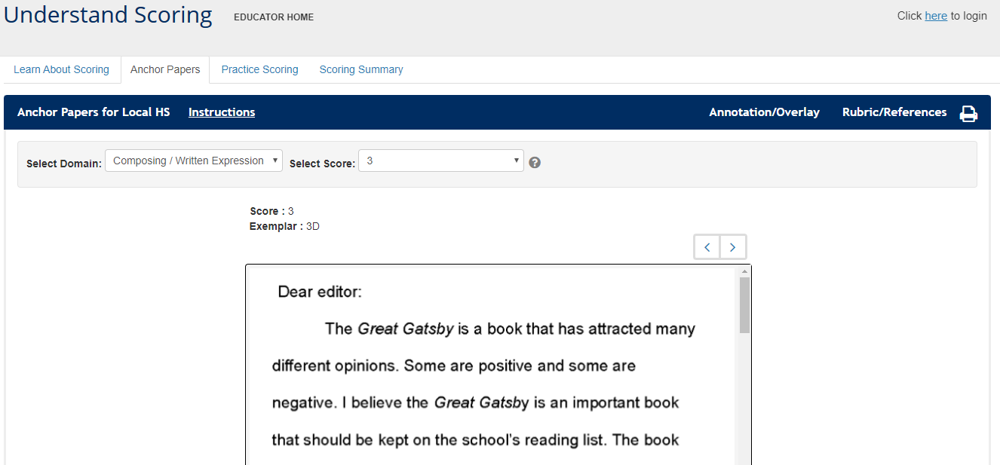 Understand Scoring EDUCATOR HOME Click here to login
Learn About Scoring Anchor Papers Practice Scoring Scoring Summary
Anchor Papers for Local HS Instructions Annotation/Overlay Rubric/References
Select Domain: Composing / Written Expression Select Score: 3 ?
Score : 3
Exemplar : 3D
Dear editor:
The Great Gatsby is a book that has attracted many
different opinions. Some are positive and some are
negative. I believe the Great Gatsby is an important book
that should be kept on the school's reading list. The book